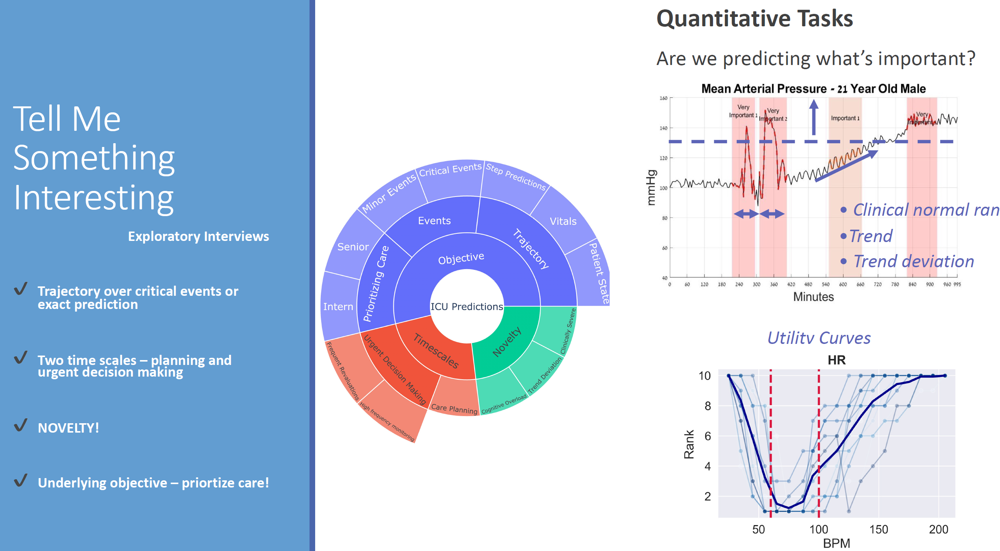 Tell Me
Something
Interesting
Exploratory Interviews
Trajectory over critical events or
exact prediction
Two time scales – planning and
urgent decision making
NOVELTY!
Underlying objective – priortize care!
Critical Events
Step Predictions
Minor Events
Events
Vitals
Trajectory
Senior
Prioritizing Care
Objective
Patient State
Intern
ICU Predictions
Clinically Severe
Timescales
Novelty
Urgent Decision Making
Frequent Revaluations
Trend Deviation
Cognitive Overload
Care Planning
High frequency monitoring
Quantitative Tasks
Are we predicting what's important?
Mean Arterial Pressure - 21 Year Old Male
160
140
120
100
80
60
40
mmHg
Very
Important 1
Very
Important 2
Important 1
Very
Important
• Clinical normal ran
• Trend
• Trend deviation
0 60 120 180 240 300 360 420 480 540 600 660 720 780 840 900 960 995
Minutes
Utility Curves
HR
10
8
6
4
2
Rank
50 100 150 200
BPM